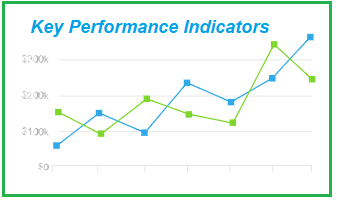 Key Performance Indicators
$300k
$200k
$100k
$0